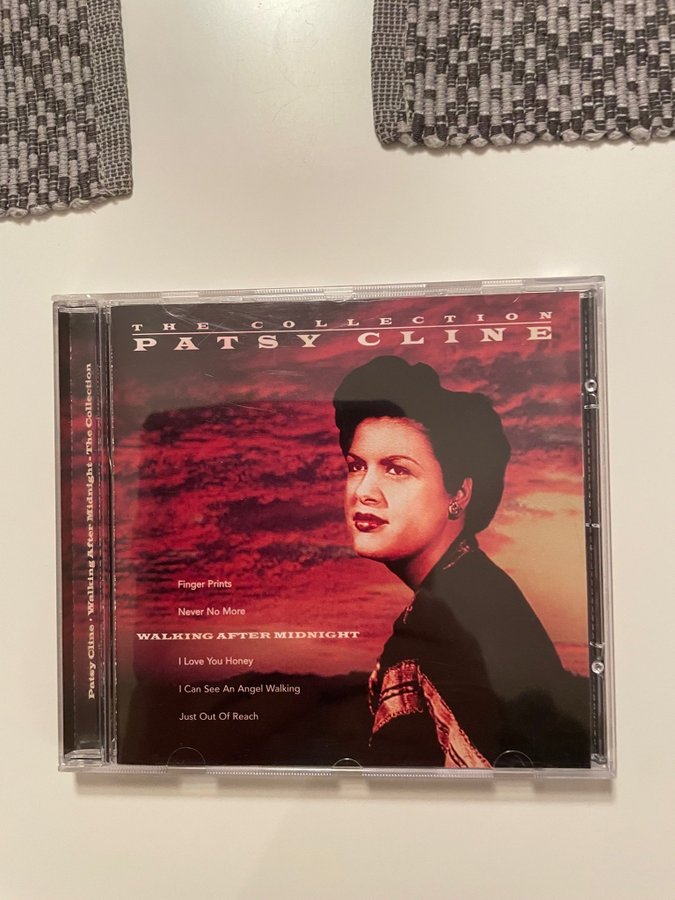 THE COLLECTION
PATSY CLINE
Finger Prints
Never No More
WALKING AFTER MIDNIGHT
I Love You Honey
I Can See An Angel Walking
Just Out Of Reach
Patsy Cline · Walking After Midnight - The Collection